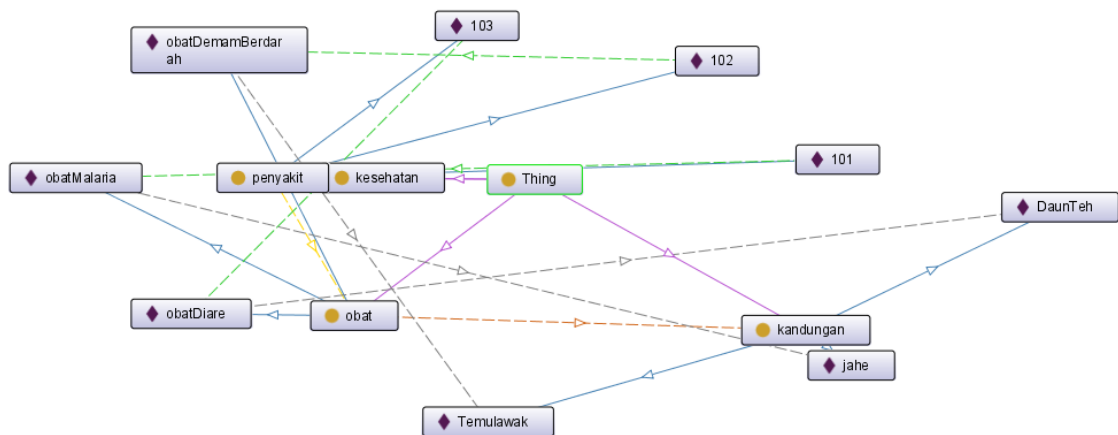 103
obatDemamBerdar
ah
102
101
obatMalaria
penyakit
kesehatan
Thing
DaunTeh
obatDiare
obat
kandungan
jahe
Temulawak